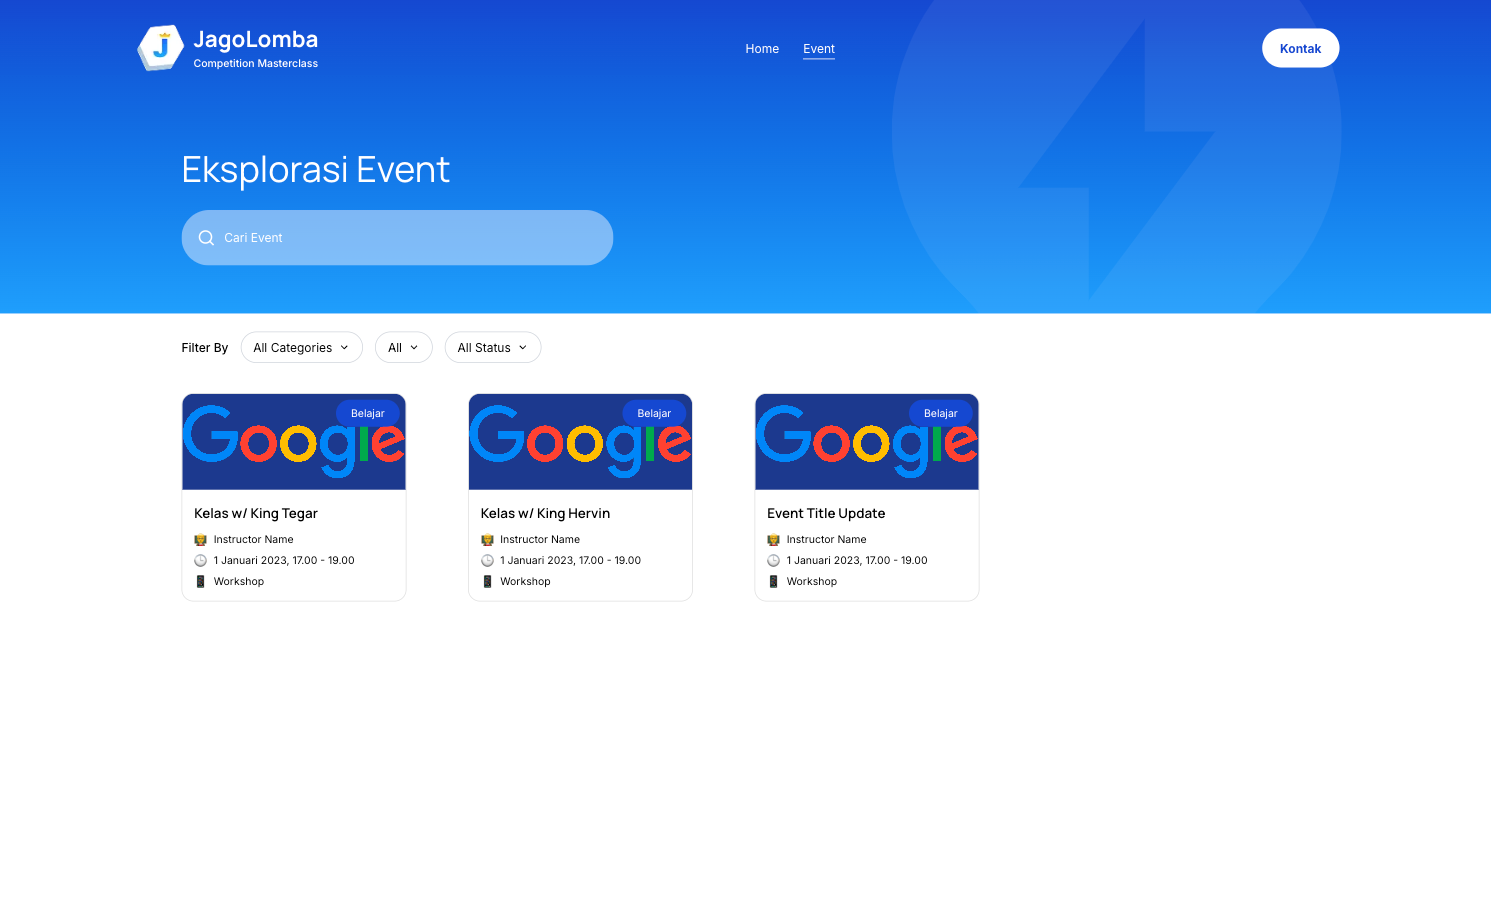 JagoLomba
Competition Masterclass
Home
Event
Kontak
Eksplorasi Event
Cari Event
Filter By
All Categories
All
All Status
Google
Belajar
Kelas w/ King Tegar
Instructor Name
1 Januari 2023, 17.00 - 19.00
Workshop
Google
Belajar
Kelas w/ King Hervin
Instructor Name
1 Januari 2023, 17.00 - 19.00
Workshop
Google
Belajar
Event Title Update
Instructor Name
1 Januari 2023, 17.00 - 19.00
Workshop